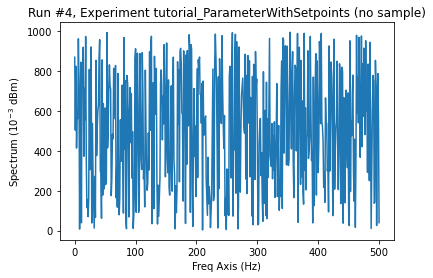 Run #4, Experiment tutorial_ParameterWithSetpoints (no sample)
1000
800
600
400
200
0
Spectrum (10⁻³ dBm)
0 100 200 300 400 500
Freq Axis (Hz)